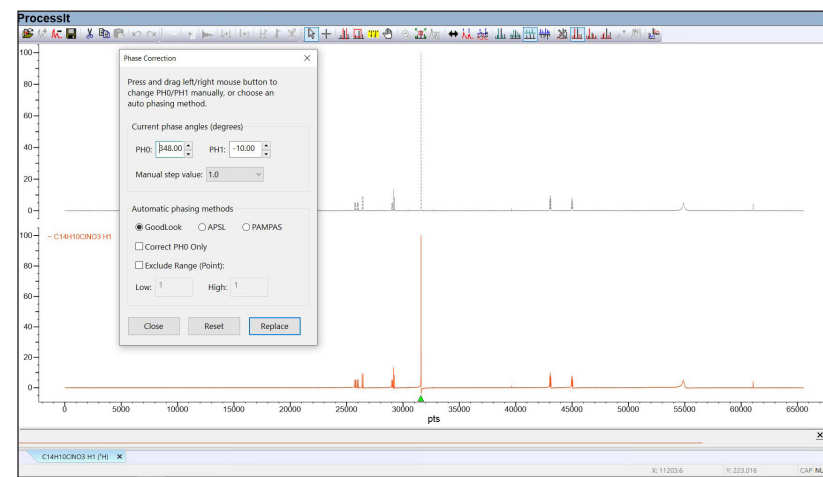 ProcessIt
Phase Correction
Press and drag left/right mouse button to
change PH0/PH1 manually, or choose an
auto phasing method.
Current phase angles (degrees)
PH0: 348.00 PH1: -10.00
Manual step value: 1.0
Automatic phasing methods
GoodLook APSL PAMPAS
Correct PH0 Only
Exclude Range (Point):
Low: 1 High: 1
Close Reset Replace
100
80
60
40
20
0
100
C14H10ClNO3 H1
80
60
40
20
0
0 5000 10000 15000 20000 25000 30000 35000 40000 45000 50000 55000 60000 65000
pts
C14H10ClNO3 H1 (¹H)
X: 11203.6 Y: 223.016 CAP